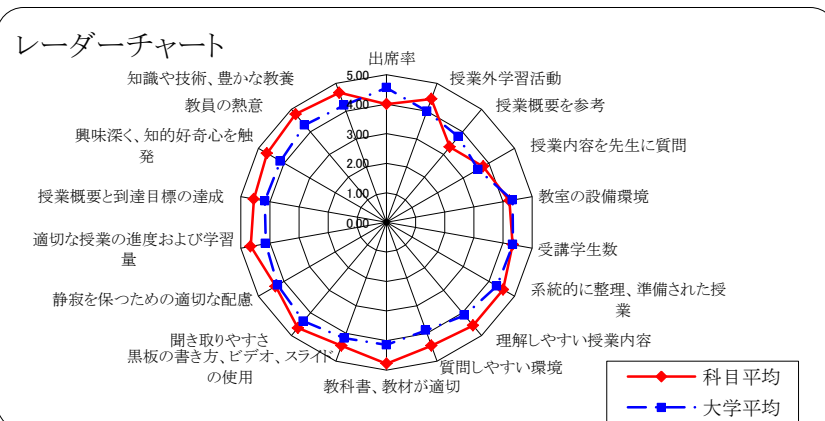 レーダーチャート
出席率
授業外学習活動
授業概要を参考
授業内容を先生に質問
教室の設備環境
受講学生数
系統的に整理、準備された授
業
理解しやすい授業内容
質問しやすい環境
教科書、教材が適切
黒板の書き方、ビデオ、スライド
の使用
聞き取りやすさ
静寂を保つための適切な配慮
適切な授業の進度および学習
量
授業概要と到達目標の達成
興味深く、知的好奇心を触
発
教員の熱意
知識や技術、豊かな教養
5.00
4.00
3.00
2.00
1.00
0.00
科目平均
大学平均